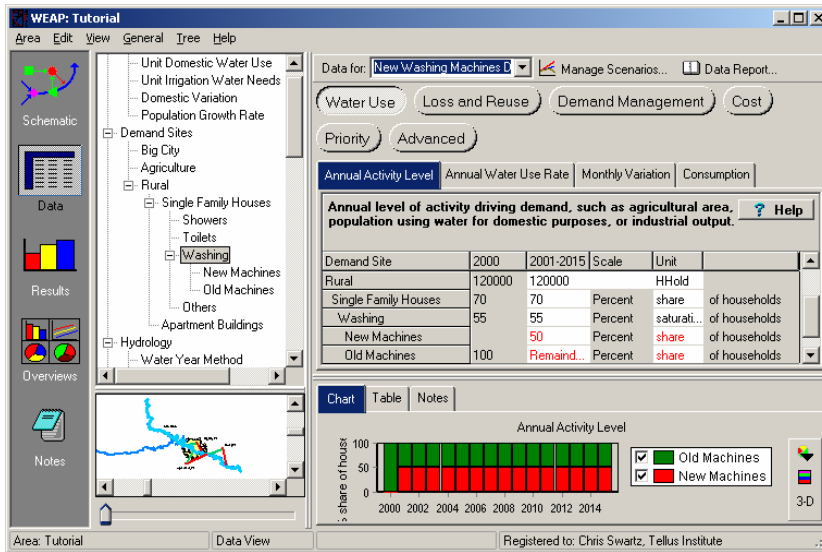 WEAP: Tutorial
Area Edit View General Tree Help
Schematic
Data
Results
Overviews
Notes
Unit Domestic Water Use
Unit Irrigation Water Needs
Domestic Variation
Population Growth Rate
Demand Sites
Big City
Agriculture
Rural
Single Family Houses
Showers
Toilets
Washing
New Machines
Old Machines
Others
Apartment Buildings
Hydrology
Water Year Method
Data for: New Washing Machines D Manage Scenarios... Data Report...
Water Use Loss and Reuse Demand Management Cost
Priority Advanced
Annual Activity Level Annual Water Use Rate Monthly Variation Consumption
Annual level of activity driving demand, such as agricultural area,
population using water for domestic purposes, or industrial output.
? Help
Demand Site 2000 2001-2015 Scale Unit
Rural 120000 120000 HHold
Single Family Houses 70 70 Percent share of households
Washing 55 55 Percent saturati... of households
New Machines 50 Percent share of households
Old Machines 100 Remaind... Percent share of households
Chart Table Notes
Annual Activity Level
share of house
100
50
0
2000 2002 2004 2006 2008 2010 2012 2014
Old Machines
New Machines
3-D
Area: Tutorial Data View Registered to: Chris Swartz, Tellus Institute